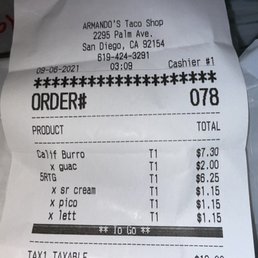 ARMANDO'S Taco Shop
2295 Palm Ave.
San Diego, CA 92154
619-424-3291
09-08-2021 03:09 Cashier #1
********************
ORDER# 078
PRODUCT TOTAL
Calif Burro T1 $7.30
x guac T1 $2.00
5RTG T1 $6.25
x sr cream T1 $1.15
x pico T1 $1.15
x lett T1 $1.15
** To Go **
TAX1 TAXABLE